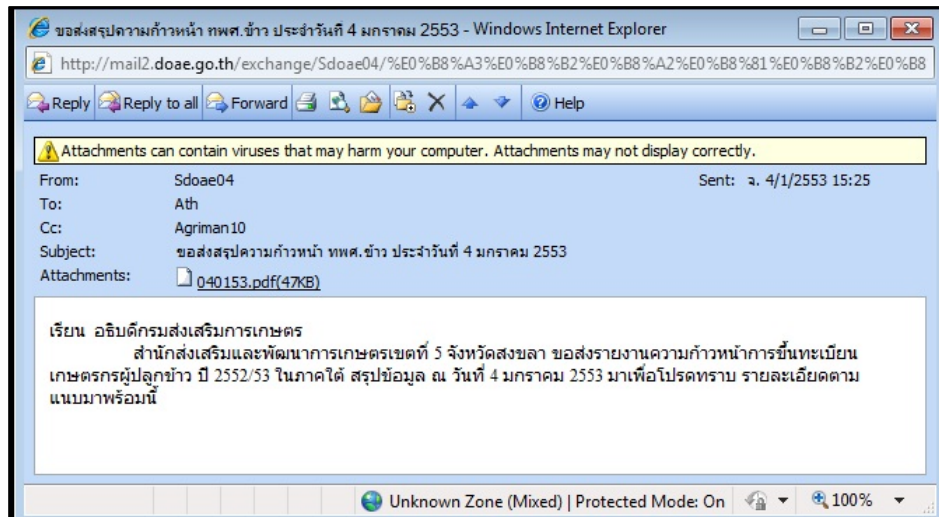 ขอส่งสรุปความก้าวหน้า ทพศ.ข้าว ประจำวันที่ 4 มกราคม 2553 - Windows Internet Explorer
http://mail2.doae.go.th/exchange/Sdoae04/%E0%B8%A3%E0%B8%B2%E0%B8%A2%E0%B8%81%E0%B8%B2%E0%B8
Reply Reply to all Forward Help
Attachments can contain viruses that may harm your computer. Attachments may not display correctly.
From: Sdoae04 Sent: จ. 4/1/2553 15:25
To: Ath
Cc: Agriman10
Subject: ขอส่งสรุปความก้าวหน้า ทพศ.ข้าว ประจำวันที่ 4 มกราคม 2553
Attachments: 040153.pdf(47KB)
เรียน อธิบดีกรมส่งเสริมการเกษตร
สำนักส่งเสริมและพัฒนาการเกษตรเขตที่ 5 จังหวัดสงขลา ขอส่งรายงานความก้าวหน้าการขึ้นทะเบียน
เกษตรกรผู้ปลูกข้าว ปี 2552/53 ในภาคใต้ สรุปข้อมูล ณ วันที่ 4 มกราคม 2553 มาเพื่อโปรดทราบ รายละเอียดตาม
แนบมาพร้อมนี้
Unknown Zone (Mixed) | Protected Mode: On 100%